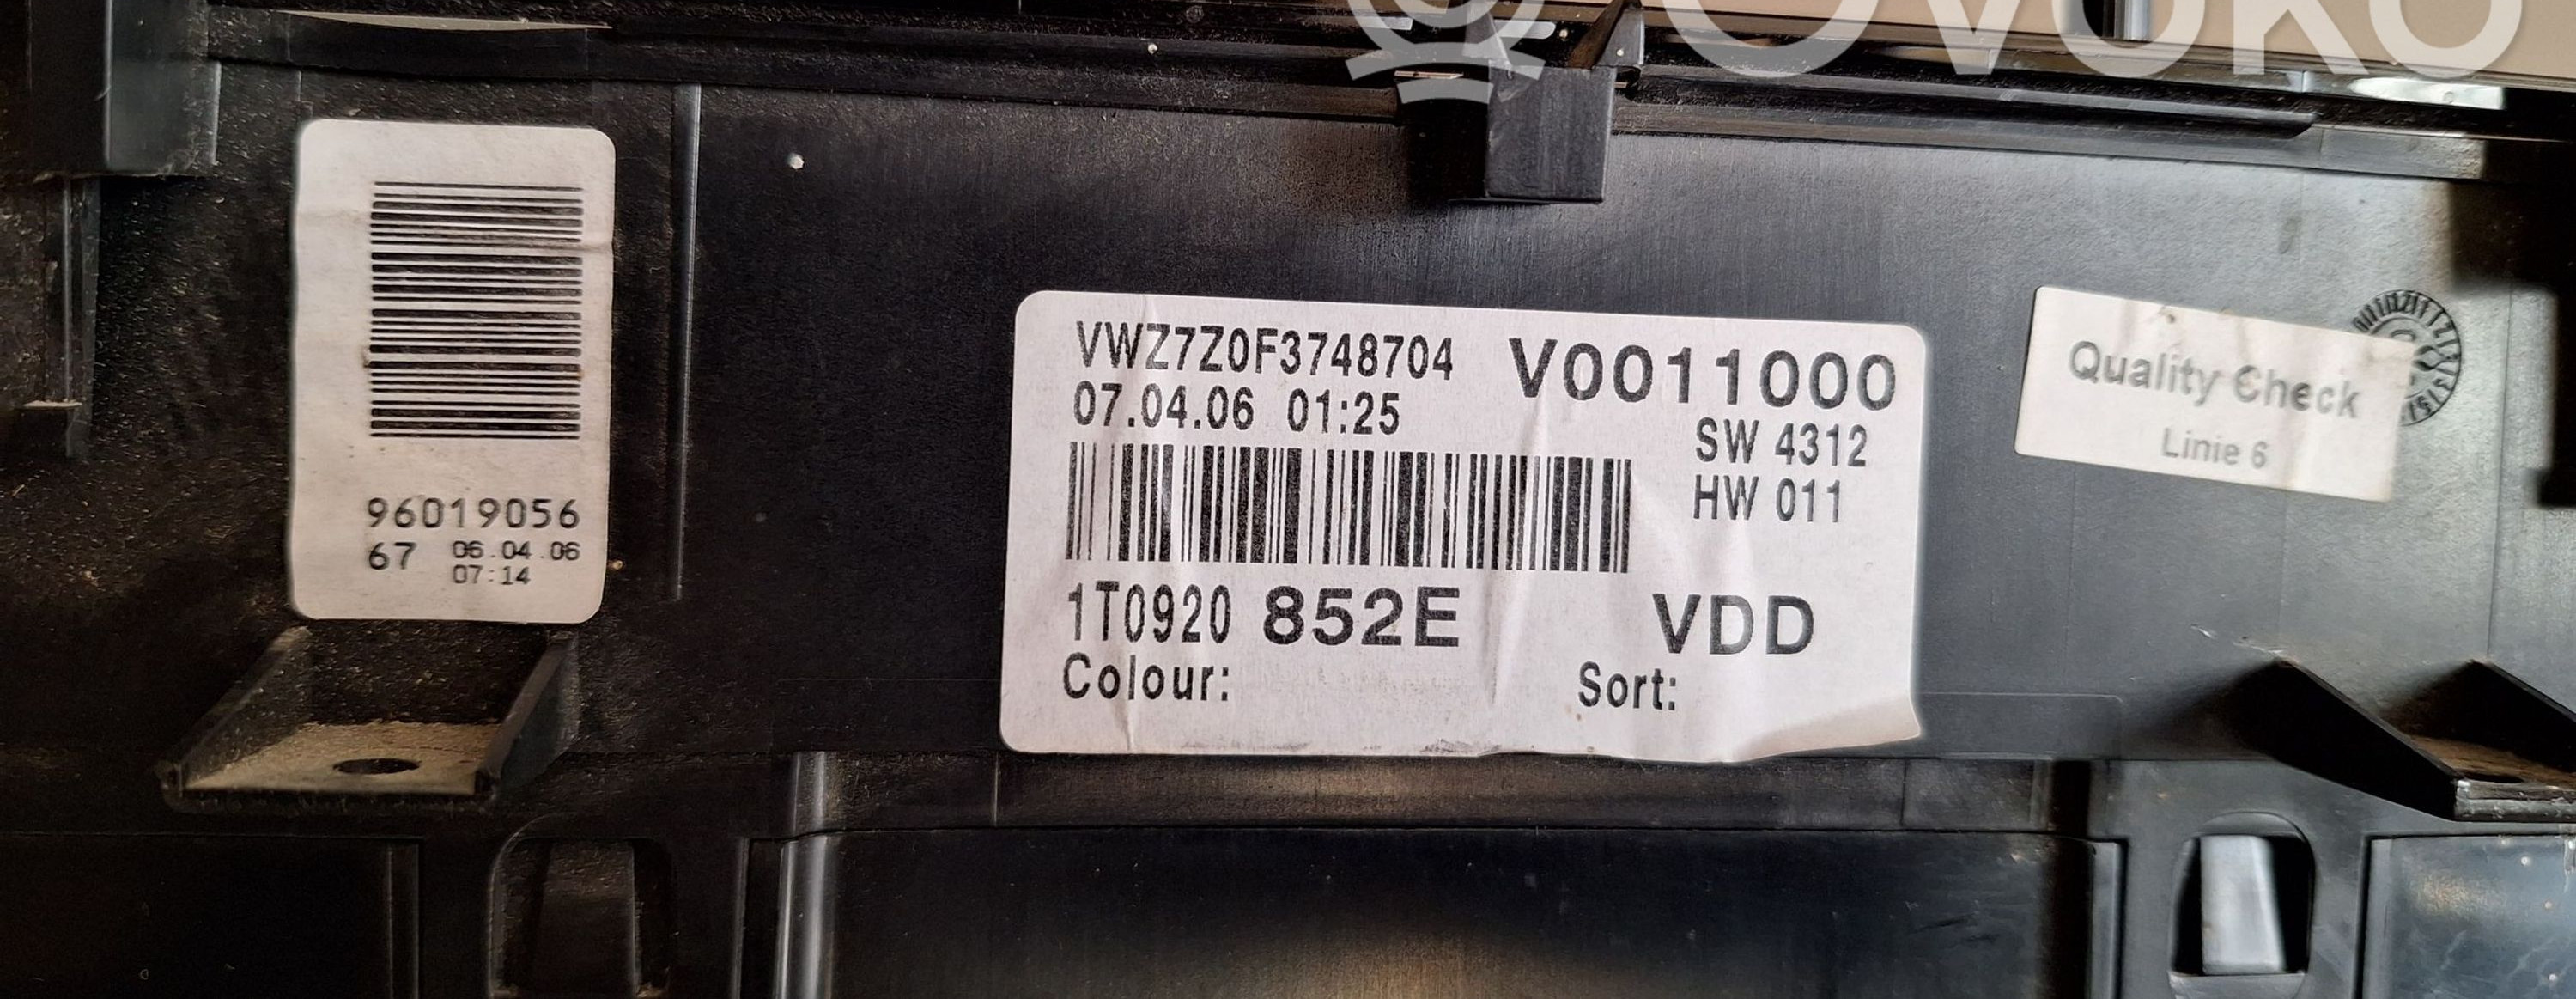 OVOKO
96019056
67 06.04.06
07:14
VWZ7Z0F3748704 V0011000
07.04.06 01:25
SW 4312
HW 011
1T0920 852E VDD
Colour: Sort:
Quality Check
Linie 6